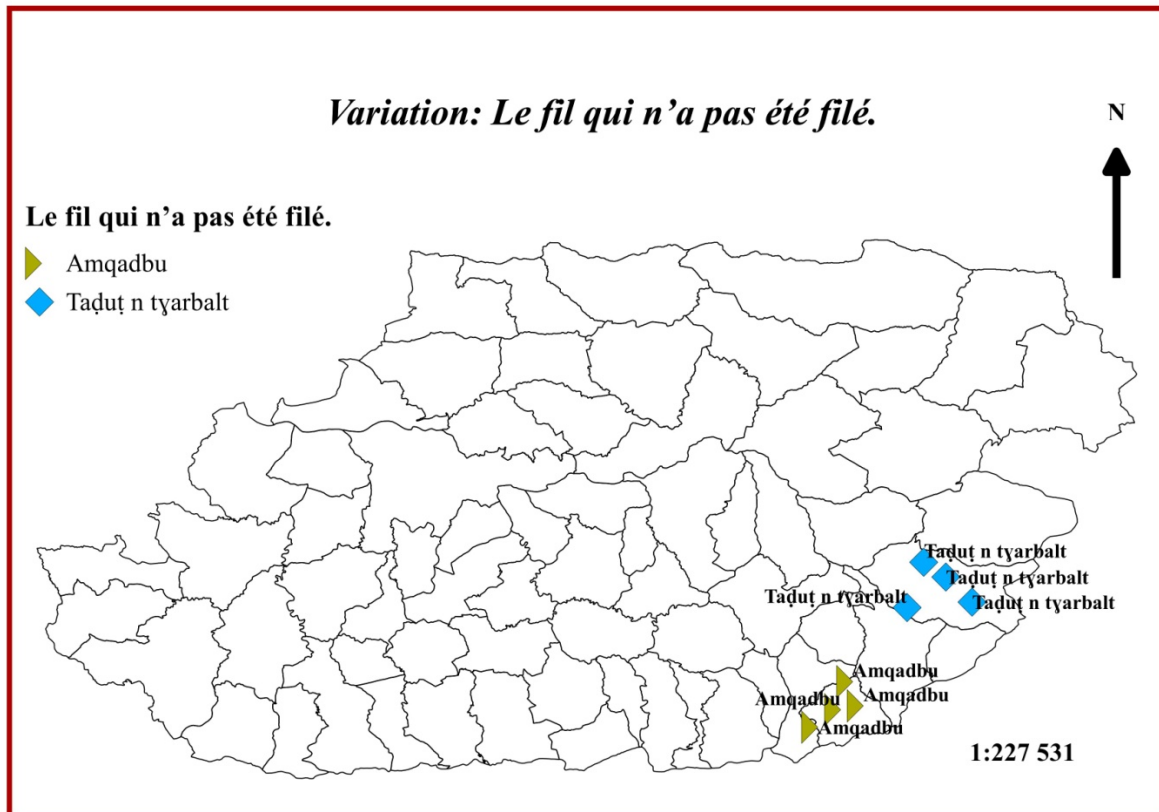 Variation: Le fil qui n’a pas été filé.
N
Le fil qui n’a pas été filé.
Amqadbu
Taḍuṭ n tɣarbalt
Taḍuṭ n tɣarbalt
Taḍuṭ n tɣarbalt
Taḍuṭ n tɣarbalt
Taḍuṭ n tɣarbalt
Amqadbu
Amqadbu
Amqadbu
Amqadbu
1:227 531